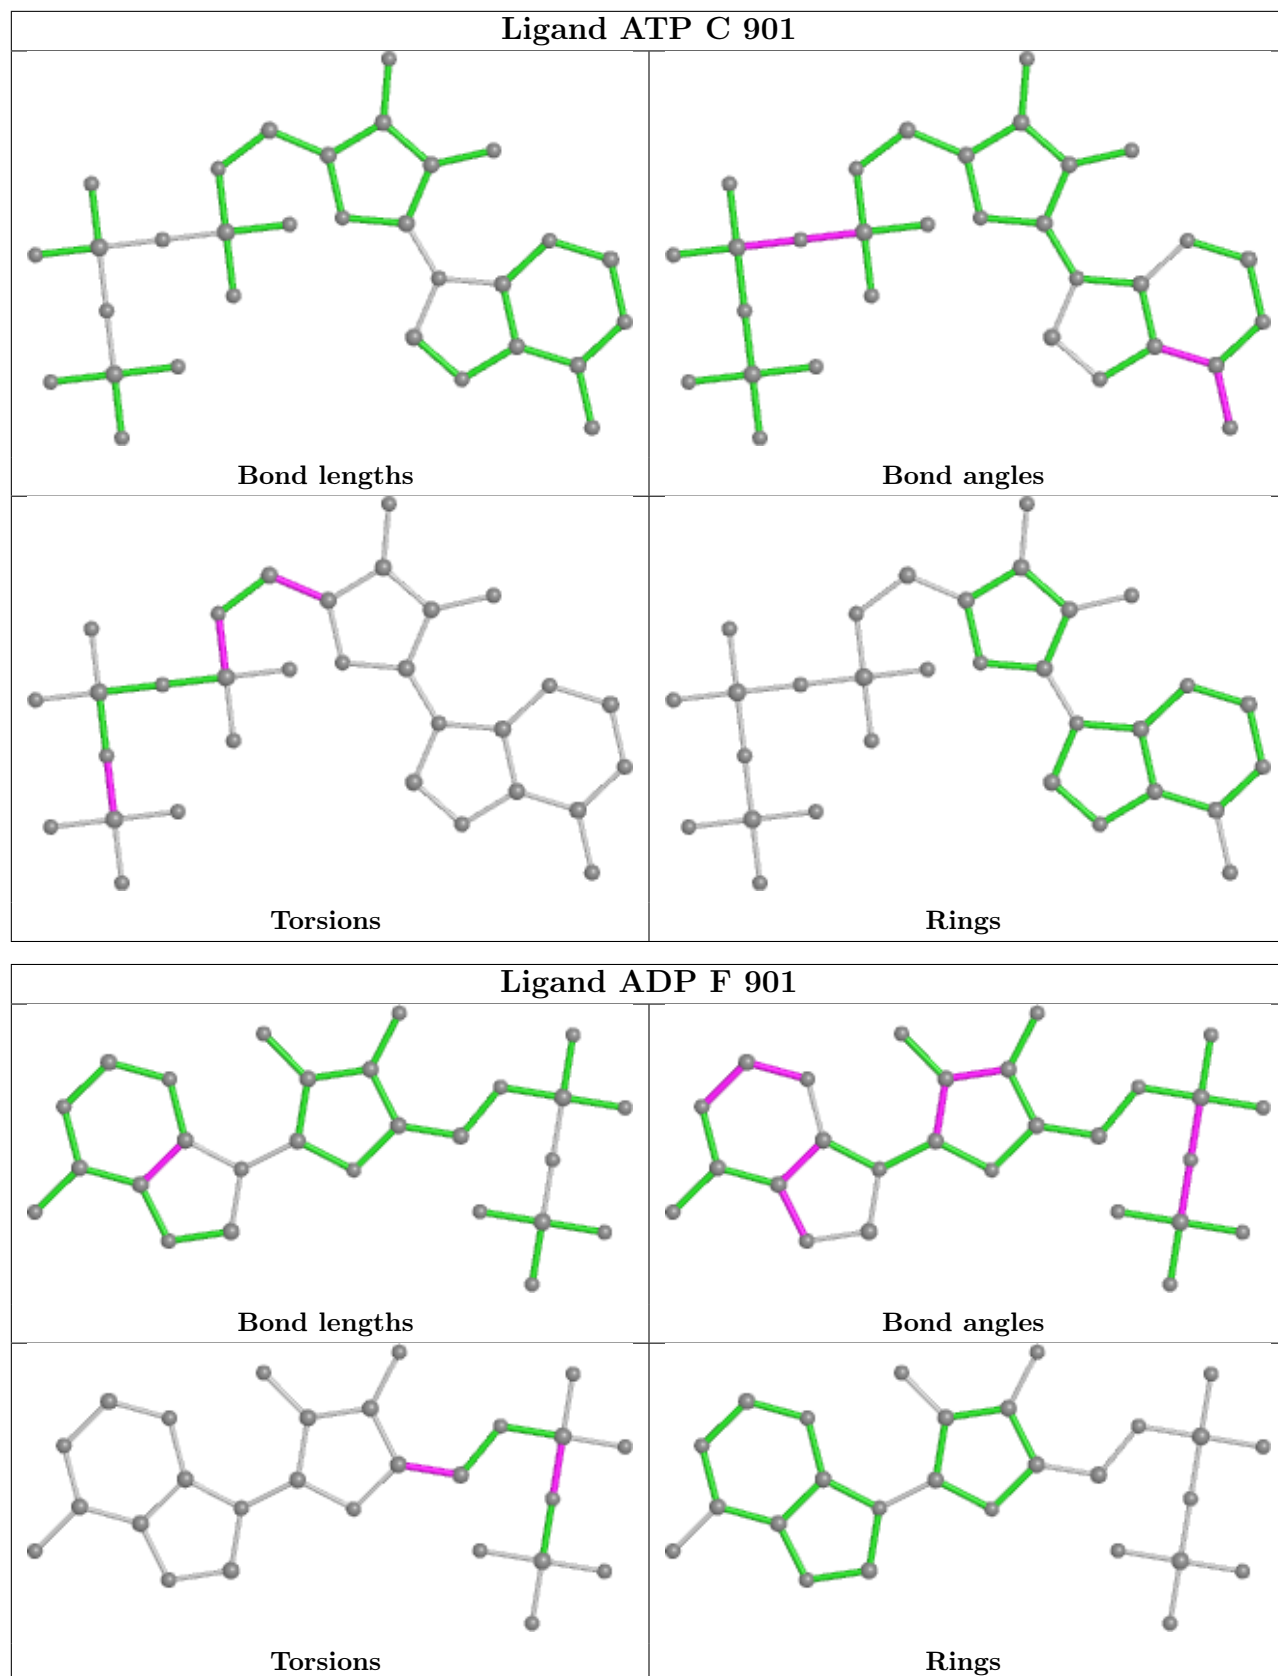 Ligand ATP C 901
Bond lengths
Bond angles
Torsions
Rings
Ligand ADP F 901
Bond lengths
Bond angles
Torsions
Rings